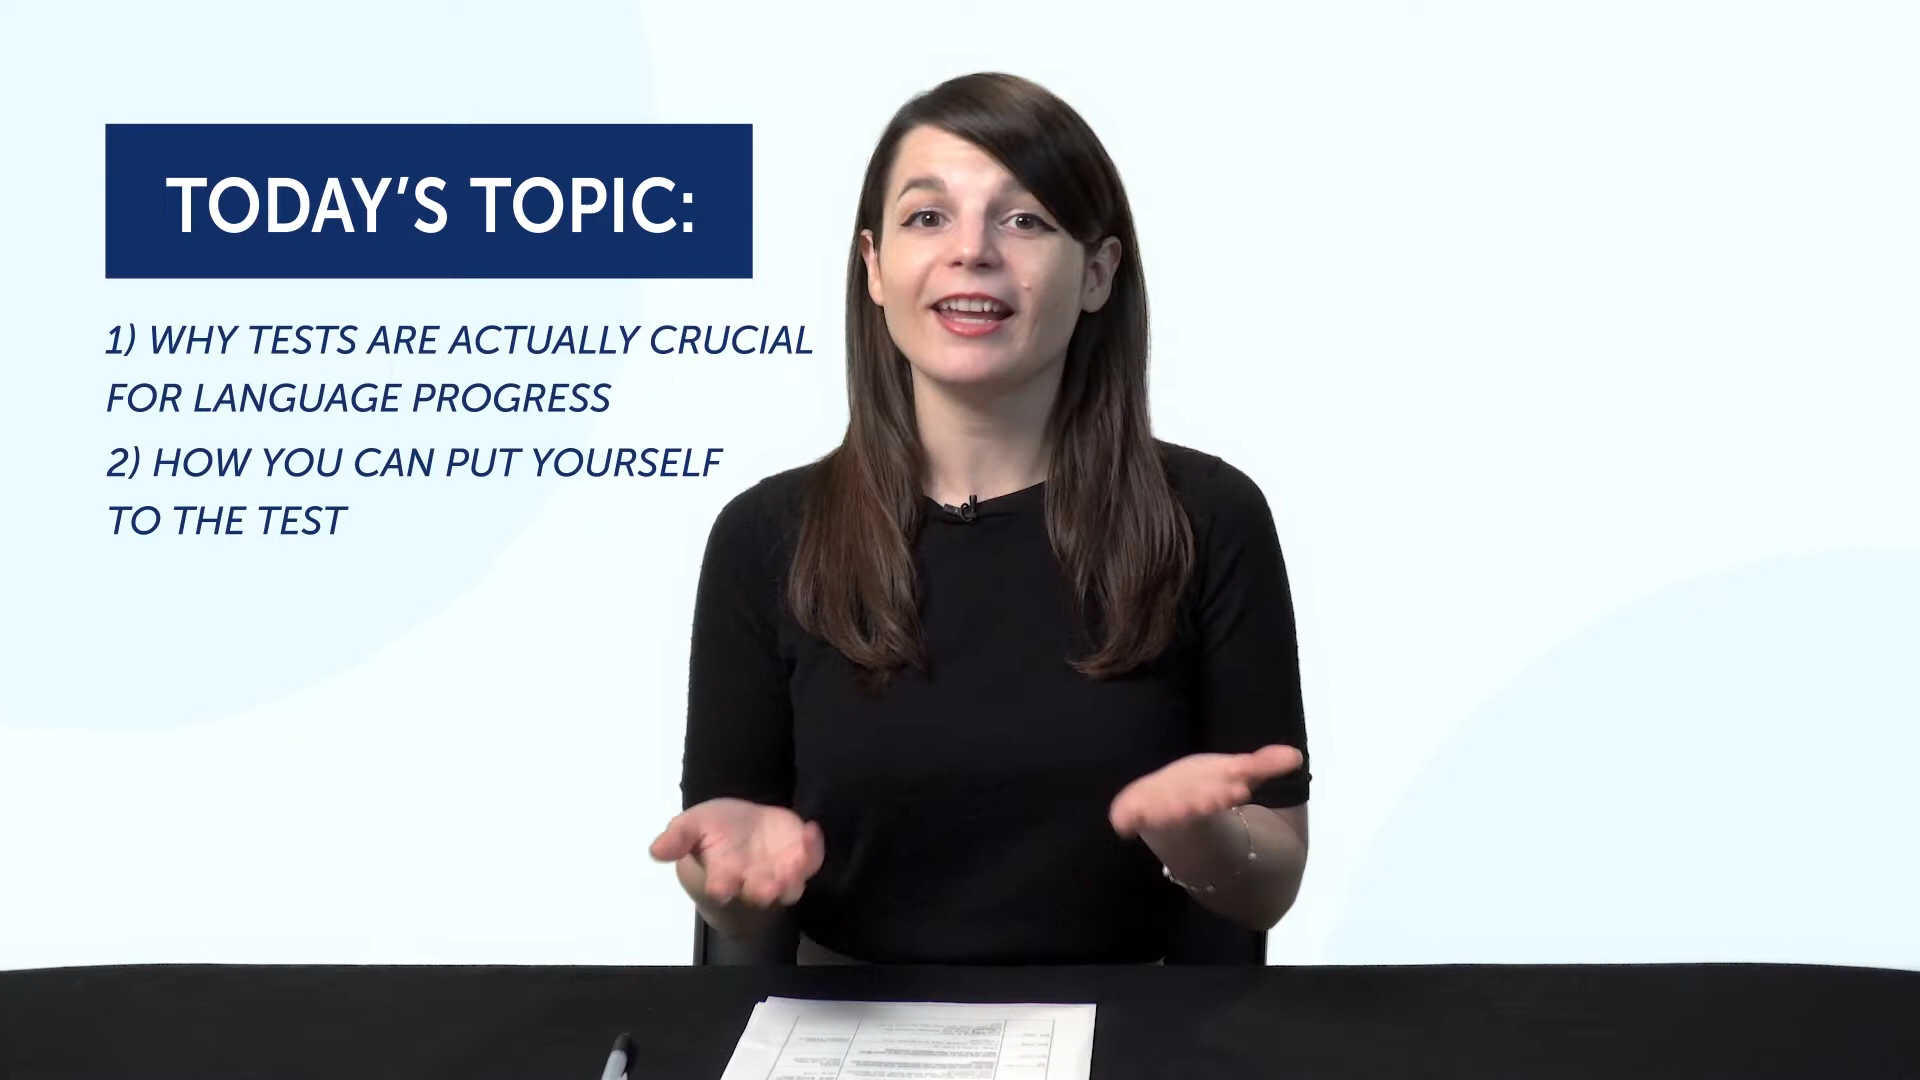 TODAY'S TOPIC:
1) WHY TESTS ARE ACTUALLY CRUCIAL
FOR LANGUAGE PROGRESS
2) HOW YOU CAN PUT YOURSELF
TO THE TEST